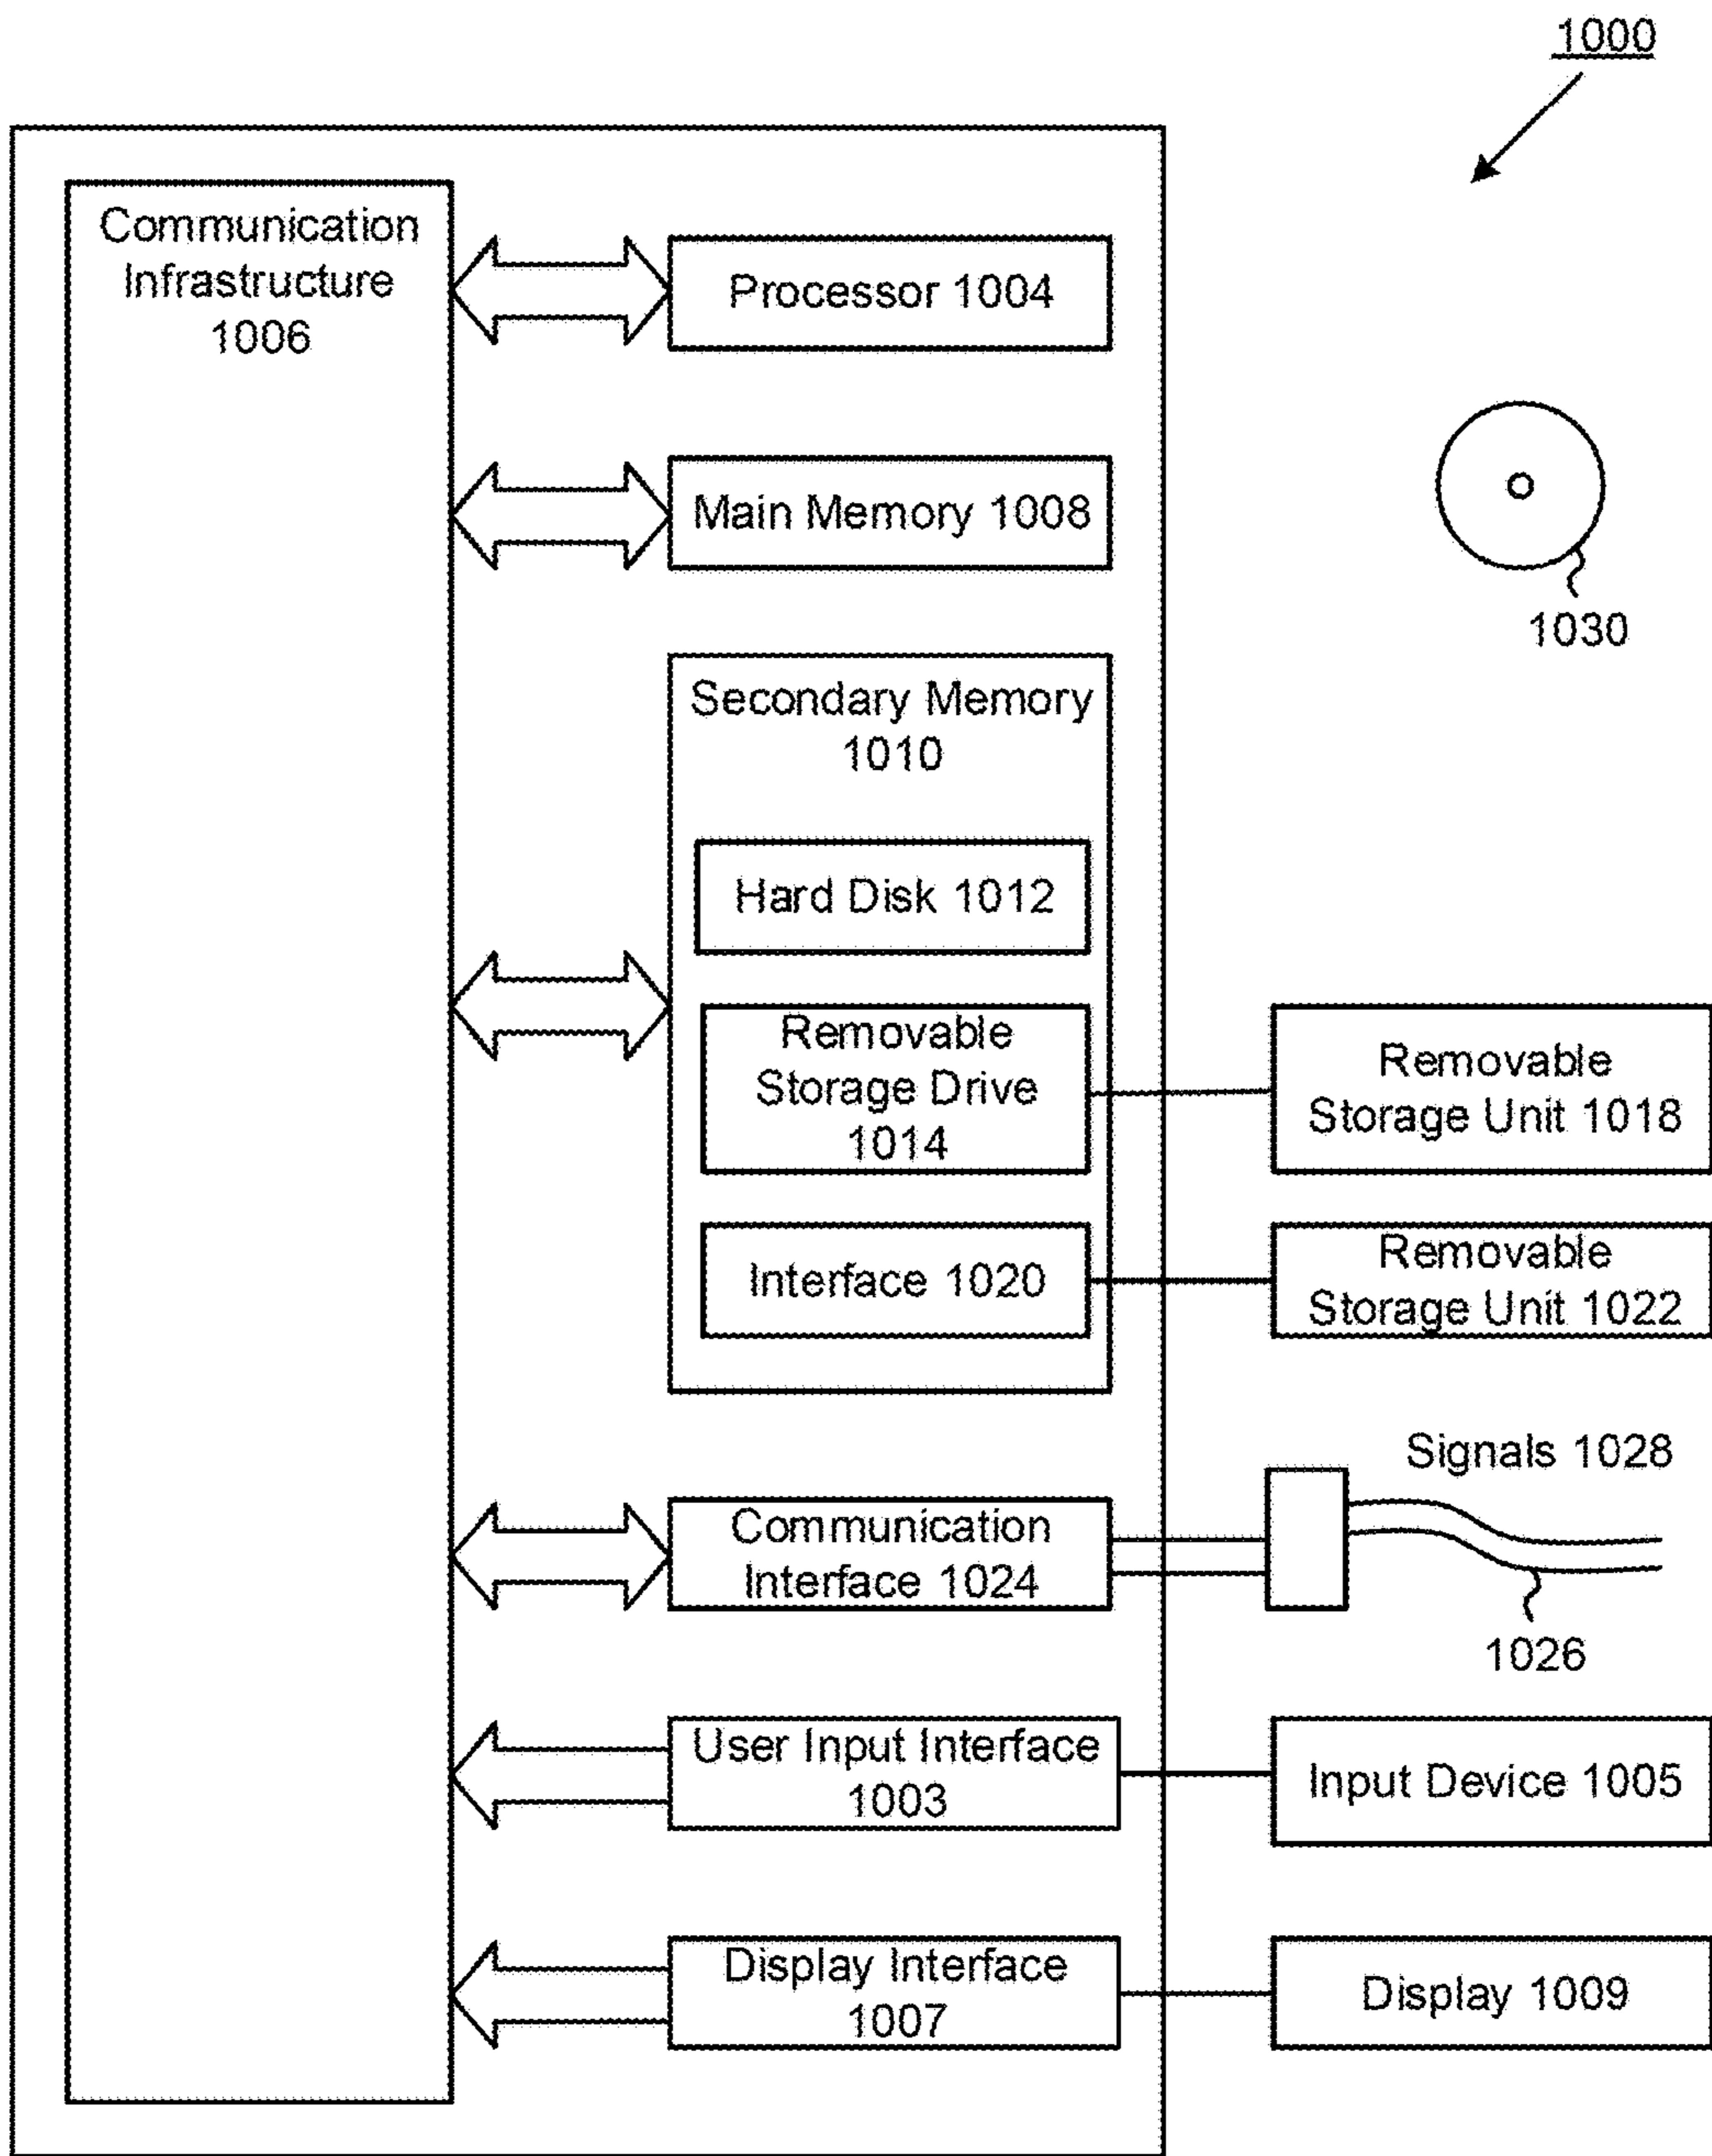 1000
Communication
Infrastructure
1006
Processor 1004
Main Memory 1008
1030
Secondary Memory
1010
Hard Disk 1012
Removable
Storage Drive
1014
Removable
Storage Unit 1018
Interface 1020
Removable
Storage Unit 1022
Signals 1028
Communication
Interface 1024
1026
User Input Interface
1003
Input Device 1005
Display Interface
1007
Display 1009